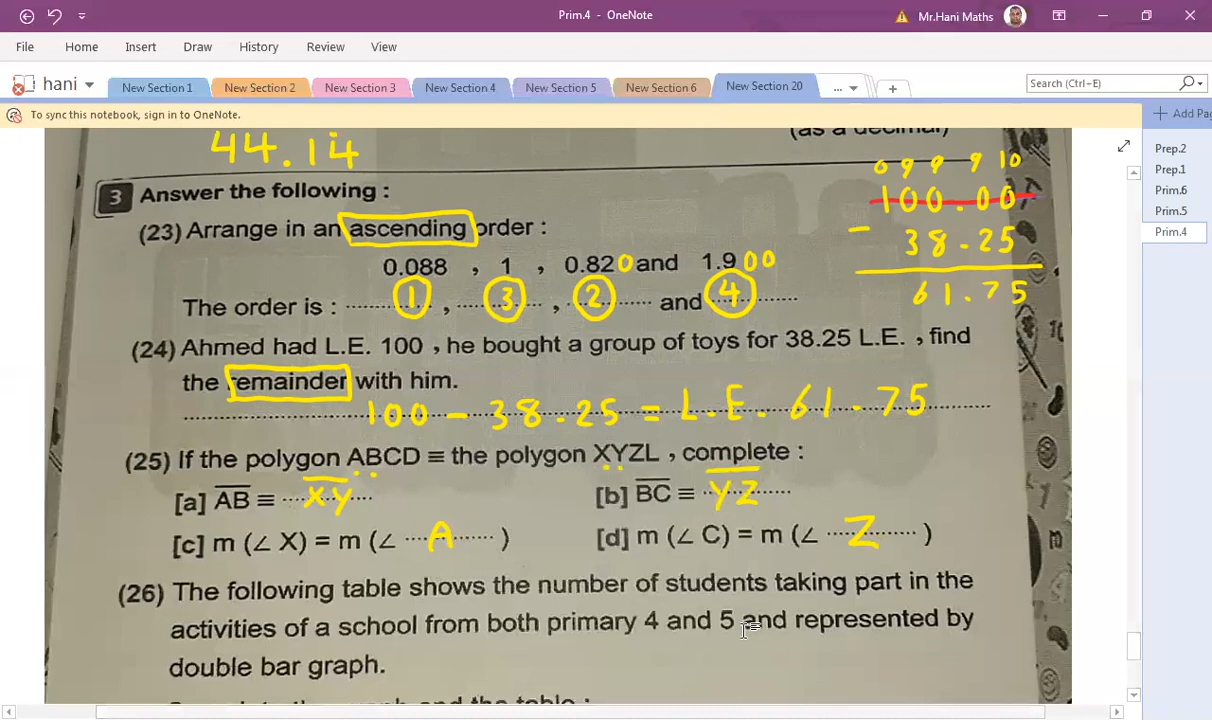 Prim.4 - OneNote
Mr.Hani Maths
File Home Insert Draw History Review View
hani
New Section 1 New Section 2 New Section 3 New Section 4 New Section 5 New Section 6 New Section 20 ...
Search (Ctrl+E)
To sync this notebook, sign in to OneNote.
Add Pag
Prep.2
Prep.1
Prim.6
Prim.5
Prim.4
44.14
(as a decimal)
0 9 9 9 10
100.00
- 38.25
61.75
3 Answer the following :
(23) Arrange in an ascending order :
0.088 , 1 , 0.820 and 1.900
The order is : ① , ③ , ② and ④
(24) Ahmed had L.E. 100 , he bought a group of toys for 38.25 L.E. , find
the remainder with him.
100 - 38.25 = L.E. 61.75
(25) If the polygon ABCD ≡ the polygon XYZL , complete :
[a] AB ≡ XY [b] BC ≡ YZ
[c] m (∠ X) = m (∠ A ) [d] m (∠ C) = m (∠ Z )
(26) The following table shows the number of students taking part in the
activities of a school from both primary 4 and 5 and represented by
double bar graph.